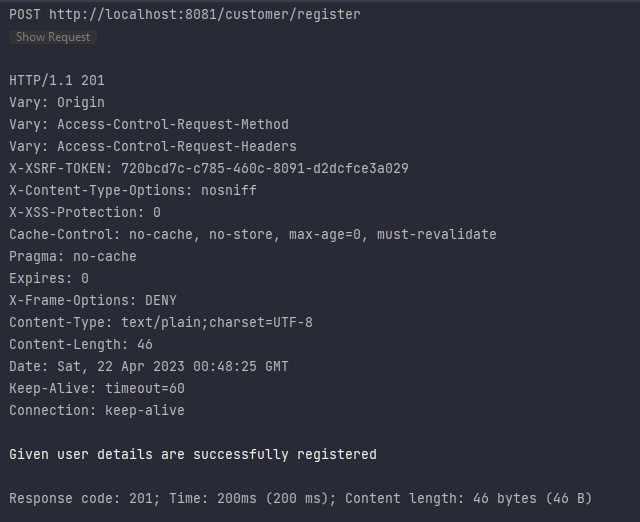 POST http://localhost:8081/customer/register
Show Request
HTTP/1.1 201
Vary: Origin
Vary: Access-Control-Request-Method
Vary: Access-Control-Request-Headers
X-XSRF-TOKEN: 720bcd7c-c785-460c-8091-d2dcfce3a029
X-Content-Type-Options: nosniff
X-XSS-Protection: 0
Cache-Control: no-cache, no-store, max-age=0, must-revalidate
Pragma: no-cache
Expires: 0
X-Frame-Options: DENY
Content-Type: text/plain;charset=UTF-8
Content-Length: 46
Date: Sat, 22 Apr 2023 00:48:25 GMT
Keep-Alive: timeout=60
Connection: keep-alive
Given user details are successfully registered
Response code: 201; Time: 200ms (200 ms); Content length: 46 bytes (46 B)